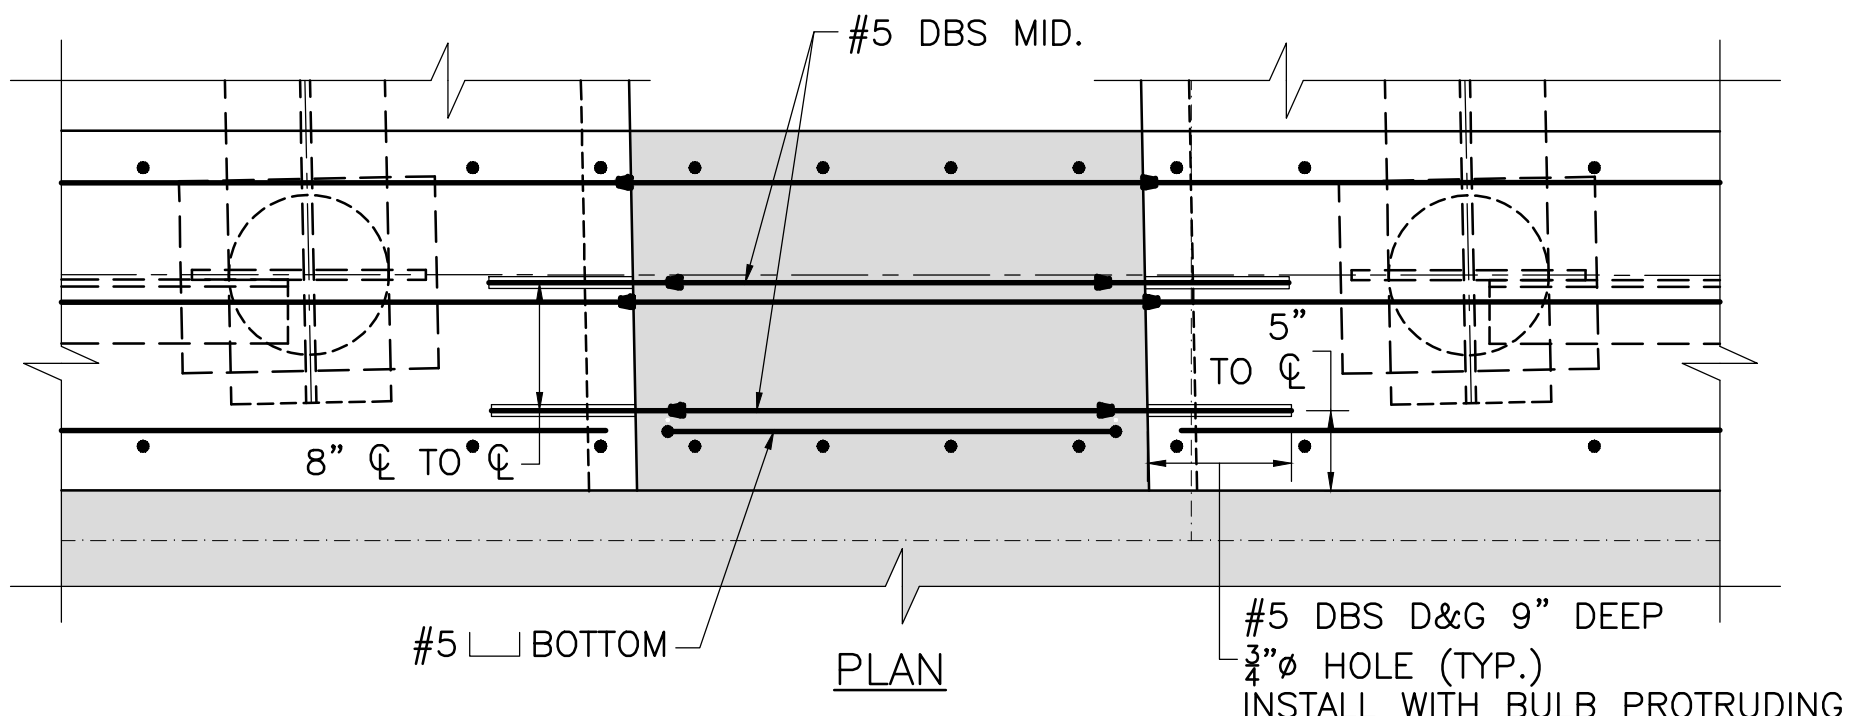 #5 DBS MID.
5”
TO ℄
8” ℄ TO ℄
#5 BOTTOM
PLAN
#5 DBS D&G 9” DEEP
3/4”ø HOLE (TYP.)
INSTALL WITH BULB PROTRUDING